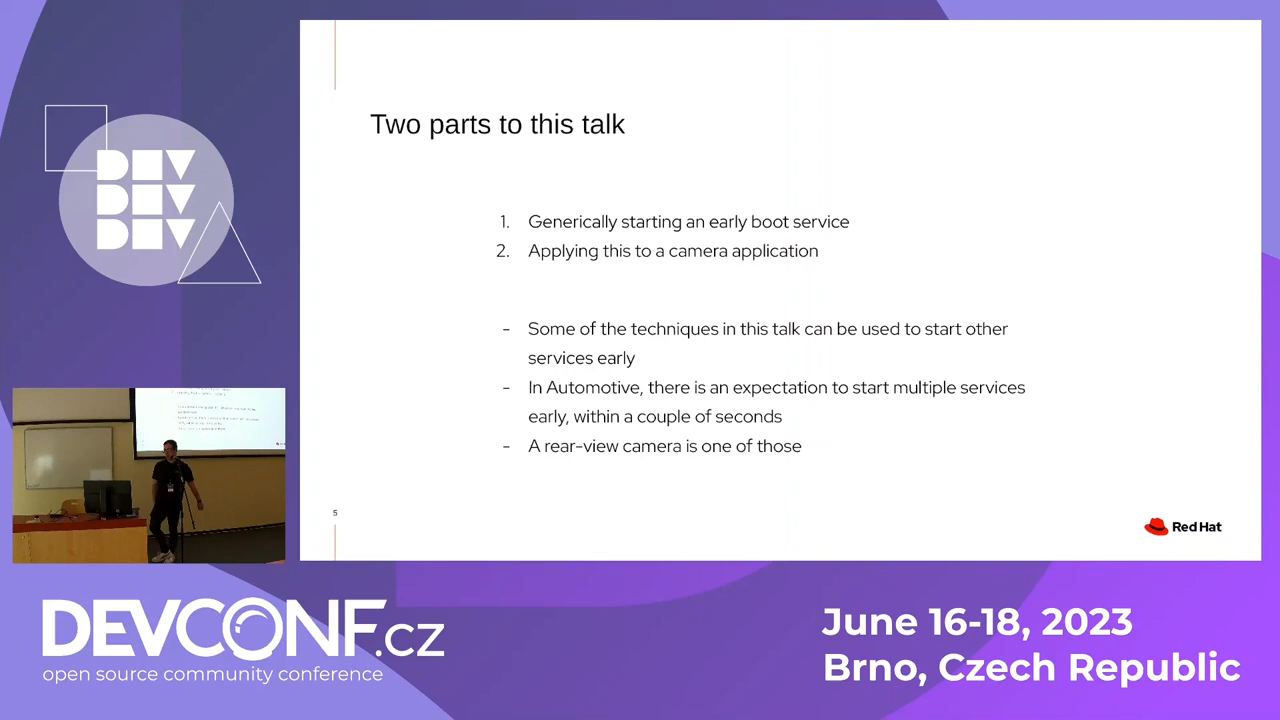 Two parts to this talk
1. Generically starting an early boot service
2. Applying this to a camera application
- Some of the techniques in this talk can be used to start other
services early
- In Automotive, there is an expectation to start multiple services
early, within a couple of seconds
- A rear-view camera is one of those
5
Red Hat
DEV
DEV
DEV
DEVCONF.cz
open source community conference
June 16-18, 2023
Brno, Czech Republic